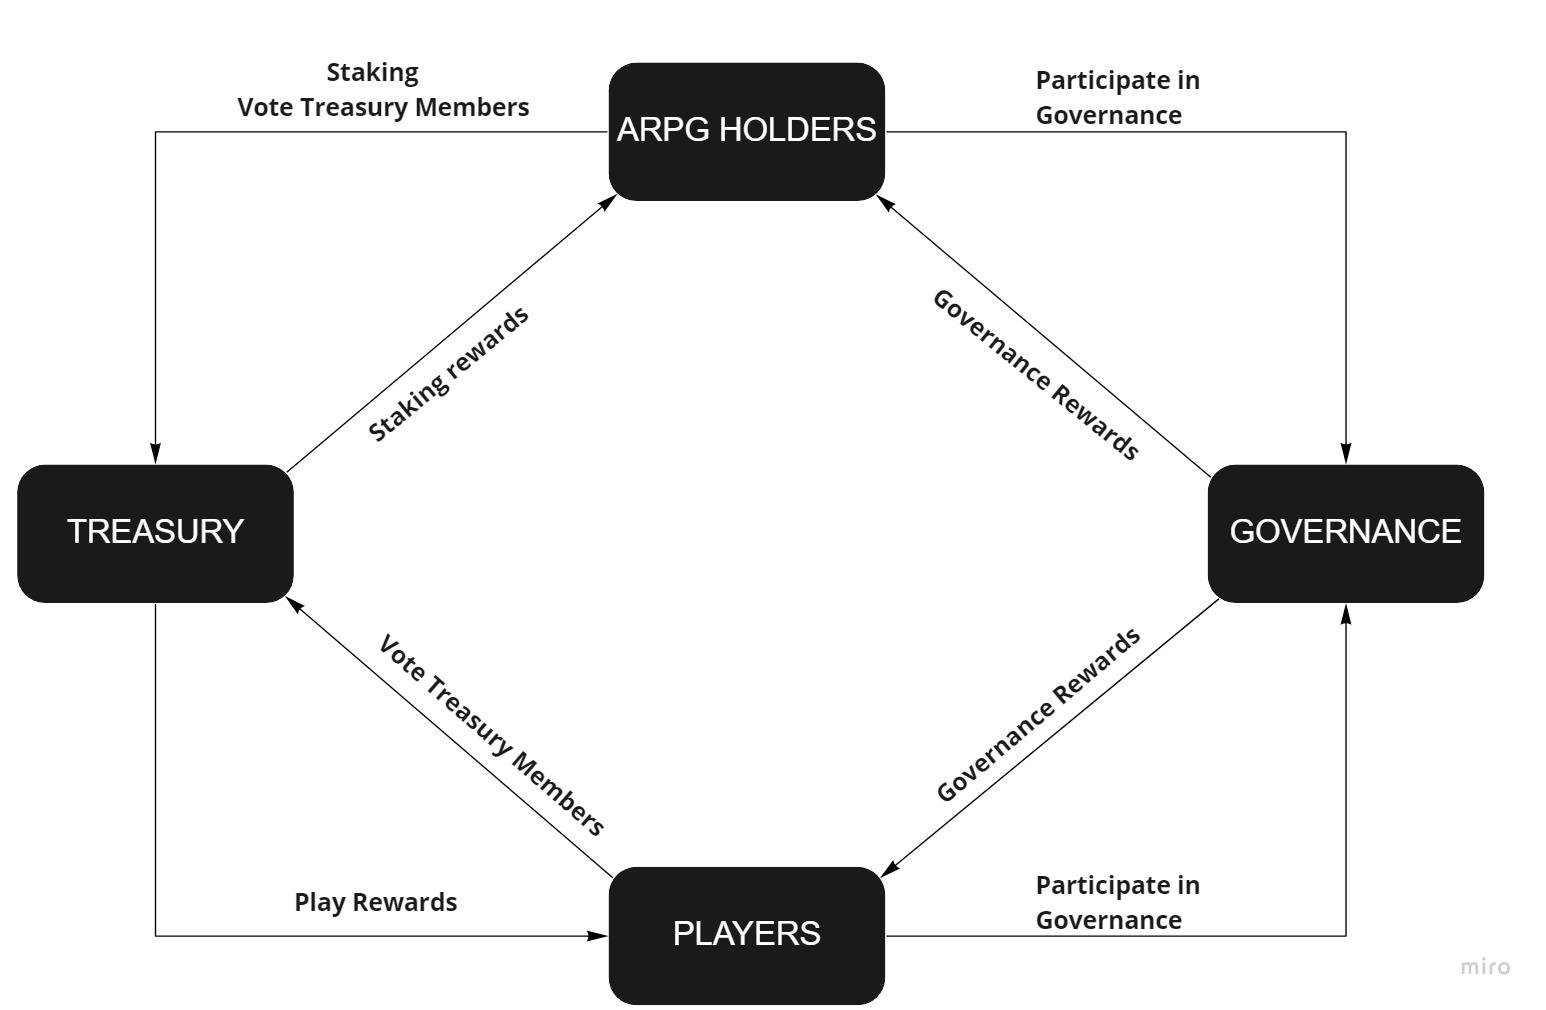 Staking
Vote Treasury Members
ARPG HOLDERS
Participate in
Governance
Staking rewards
Governance Rewards
TREASURY
GOVERNANCE
Vote Treasury Members
Governance Rewards
Play Rewards
PLAYERS
Participate in
Governance
miro